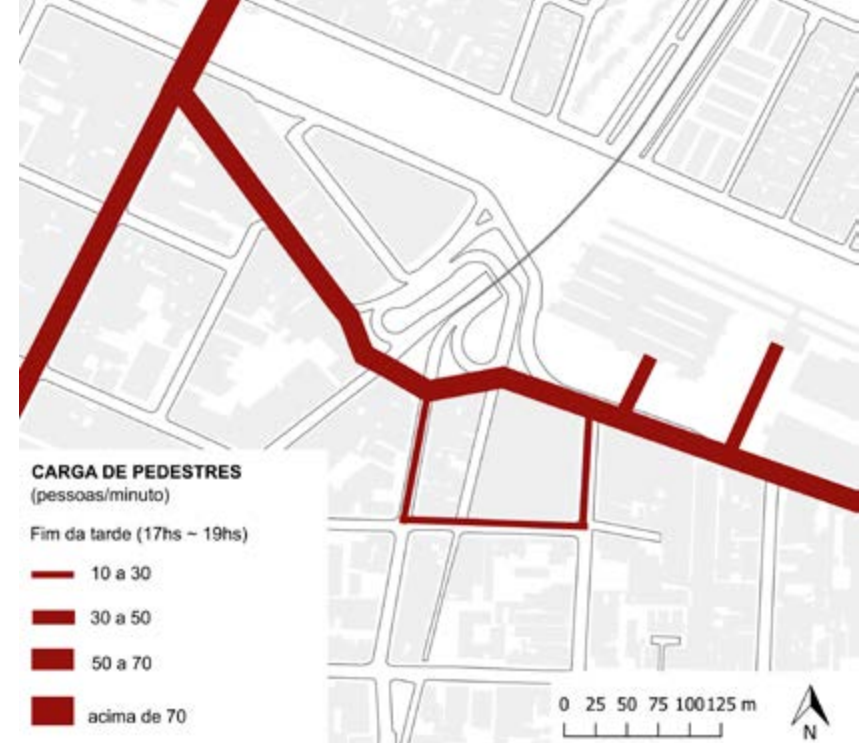 CARGA DE PEDESTRES
(pessoas/minuto)
Fim da tarde (17hs ~ 19hs)
10 a 30
30 a 50
50 a 70
acima de 70
0 25 50 75 100 125 m
N